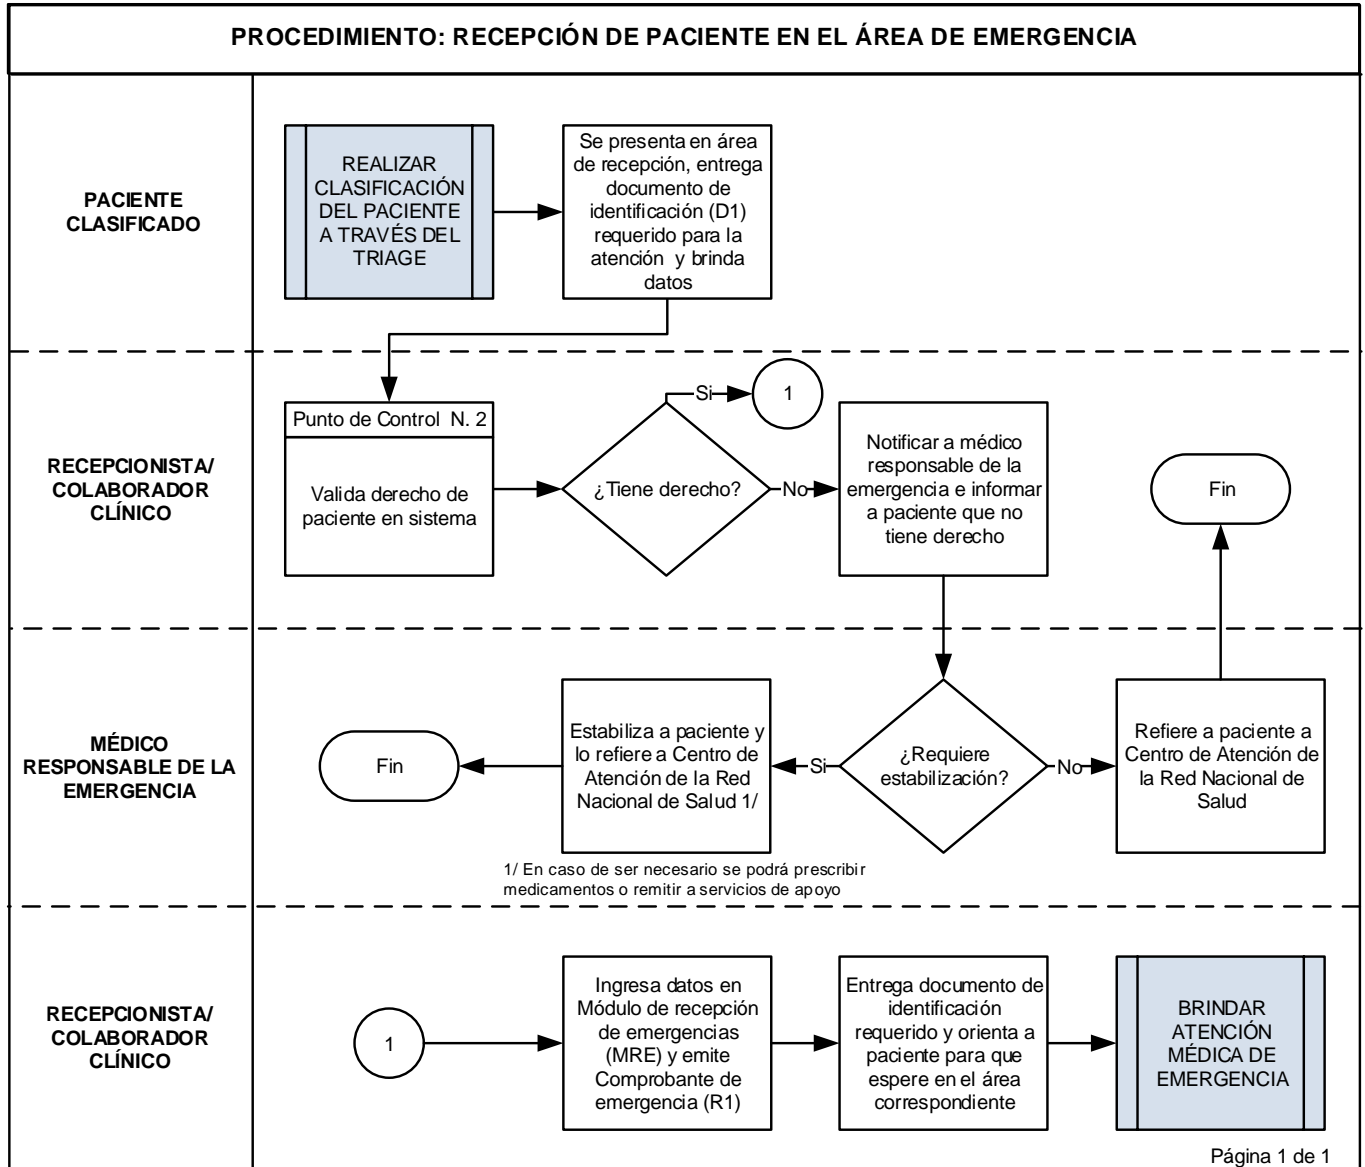 PROCEDIMIENTO: RECEPCIÓN DE PACIENTE EN EL ÁREA DE EMERGENCIA
PACIENTE
CLASIFICADO
REALIZAR
CLASIFICACIÓN
DEL PACIENTE
A TRAVÉS DEL
TRIAGE
Se presenta en área
de recepción, entrega
documento de
identificación (D1)
requerido para la
atención y brinda
datos
RECEPCIONISTA/
COLABORADOR
CLÍNICO
Punto de Control N. 2
Valida derecho de
paciente en sistema
¿Tiene derecho?
Si
1
No
Notificar a médico
responsable de la
emergencia e informar
a paciente que no
tiene derecho
Fin
MÉDICO
RESPONSABLE DE LA
EMERGENCIA
Fin
Estabiliza a paciente y
lo refiere a Centro de
Atención de la Red
Nacional de Salud 1/
Si
¿Requiere
estabilización?
No
Refiere a paciente a
Centro de Atención de
la Red Nacional de
Salud
1/ En caso de ser necesario se podrá prescribir
medicamentos o remitir a servicios de apoyo
RECEPCIONISTA/
COLABORADOR
CLÍNICO
1
Ingresa datos en
Módulo de recepción
de emergencias
(MRE) y emite
Comprobante de
emergencia (R1)
Entrega documento de
identificación
requerido y orienta a
paciente para que
espere en el área
correspondiente
BRINDAR
ATENCIÓN
MÉDICA DE
EMERGENCIA
Página 1 de 1